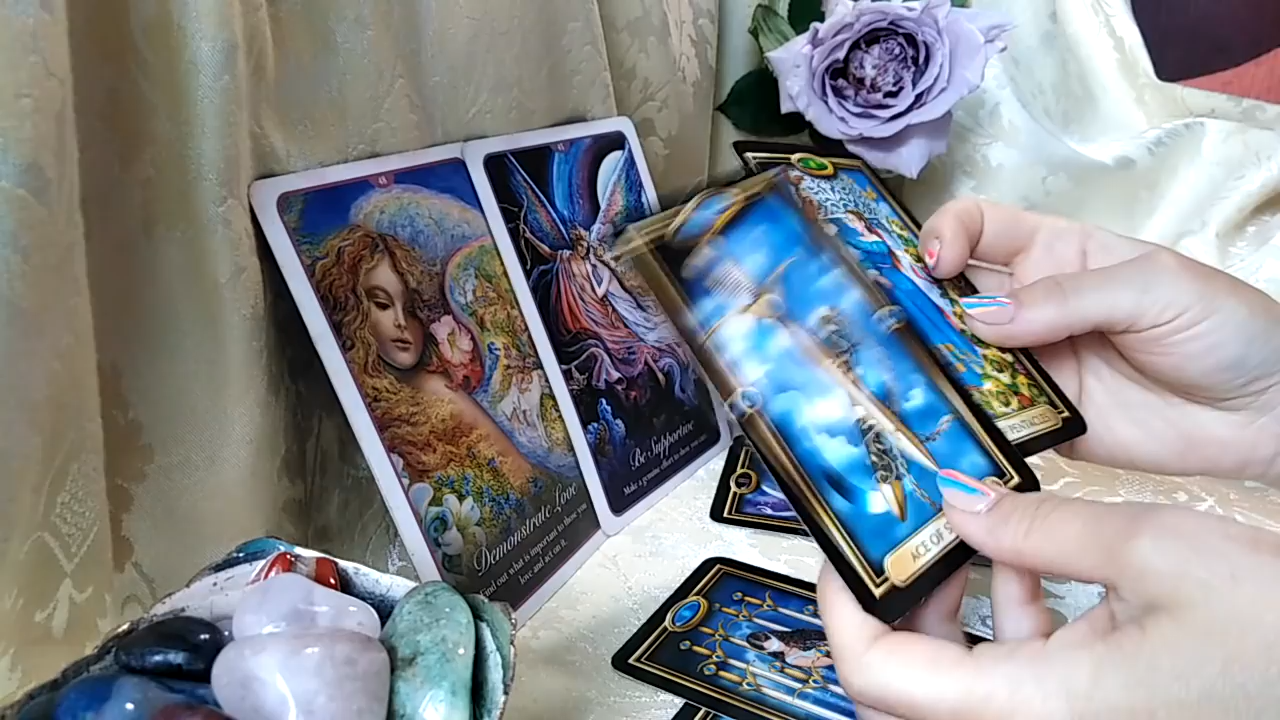 Demonstrate Love
Find out what is important to those you
love and act on it.
Be Supportive
Make a genuine effort to show you care.
ACE OF
PENTACLES